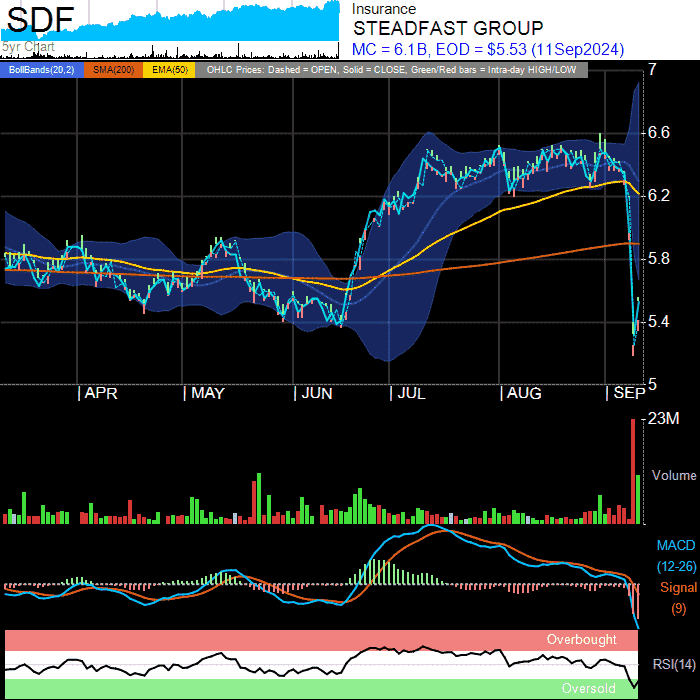 SDF
5yr Chart
Insurance
STEADFAST GROUP
MC = 6.1B, EOD = $5.53 (11Sep2024)
BollBands(20,2) SMA(200) EMA(50) OHLC Prices: Dashed = OPEN, Solid = CLOSE, Green/Red bars = Intra-day HIGH/LOW
7
6.6
6.2
5.8
5.4
5
| APR | MAY | JUN | JUL | AUG | SEP
23M
Volume
MACD
(12-26)
Signal
(9)
Overbought
RSI(14)
Oversold